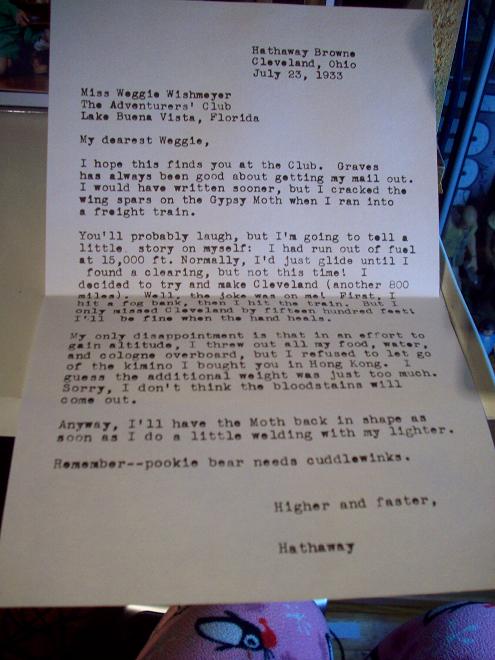 Hathaway Browne
Cleveland, Ohio
July 23, 1933
Miss Weggie Wishmeyer
The Adventurers' Club
Lake Buena Vista, Florida
My dearest Weggie,
I hope this finds you at the Club. Graves
has always been good about getting my mail out.
I would have written sooner, but I cracked the
wing spars on the Gypsy Moth when I ran into
a freight train.
You'll probably laugh, but I'm going to tell a
little story on myself: I had run out of fuel
at 15,000 ft. Normally, I'd just glide until I
found a clearing, but not this time! I
decided to try and make Cleveland (another 800
miles). Well, the joke was on me! First, I
hit a fog bank, then I hit the train. But I
only missed Cleveland by fifteen hundred feet!
I'll be fine when the hand heals.
My only disappointment is that in an effort to
gain altitude, I threw out all my food, water,
and cologne overboard, but I refused to let go
of the kimino I bought you in Hong Kong. I
guess the additional weight was just too much.
Sorry, I don't think the bloodstains will
come out.
Anyway, I'll have the Moth back in shape as
soon as I do a little welding with my lighter.
Remember--pookie bear needs cuddlewinks.
Higher and faster,
Hathaway